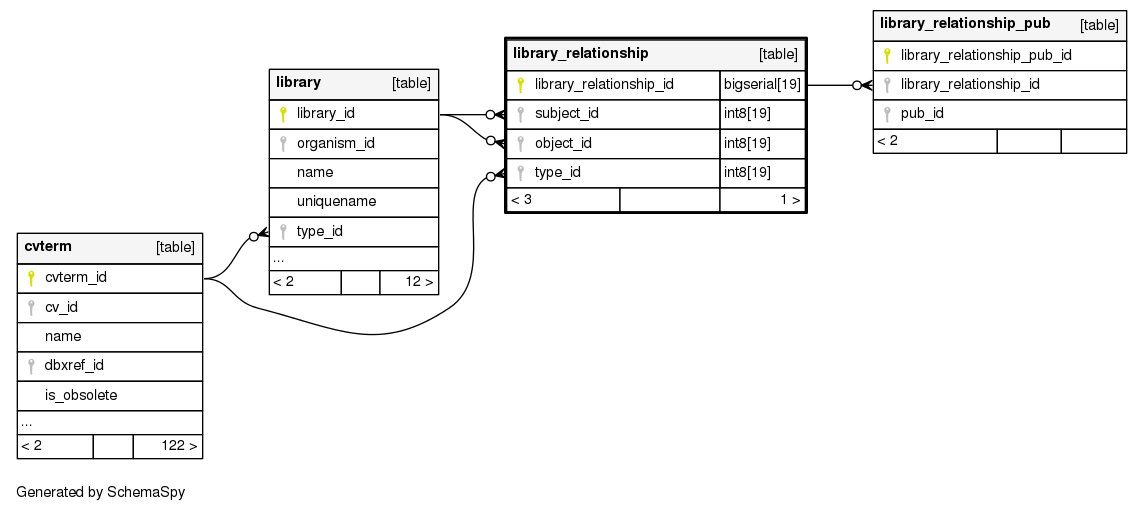 library_relationship_pub [table]
library_relationship_pub_id
library_relationship_id
pub_id
< 2
library_relationship [table]
library_relationship_id bigserial[19]
subject_id int8[19]
object_id int8[19]
type_id int8[19]
< 3 1 >
library [table]
library_id
organism_id
name
uniquename
type_id
...
< 2 12 >
cvterm [table]
cvterm_id
cv_id
name
dbxref_id
is_obsolete
...
< 2 122 >
Generated by SchemaSpy